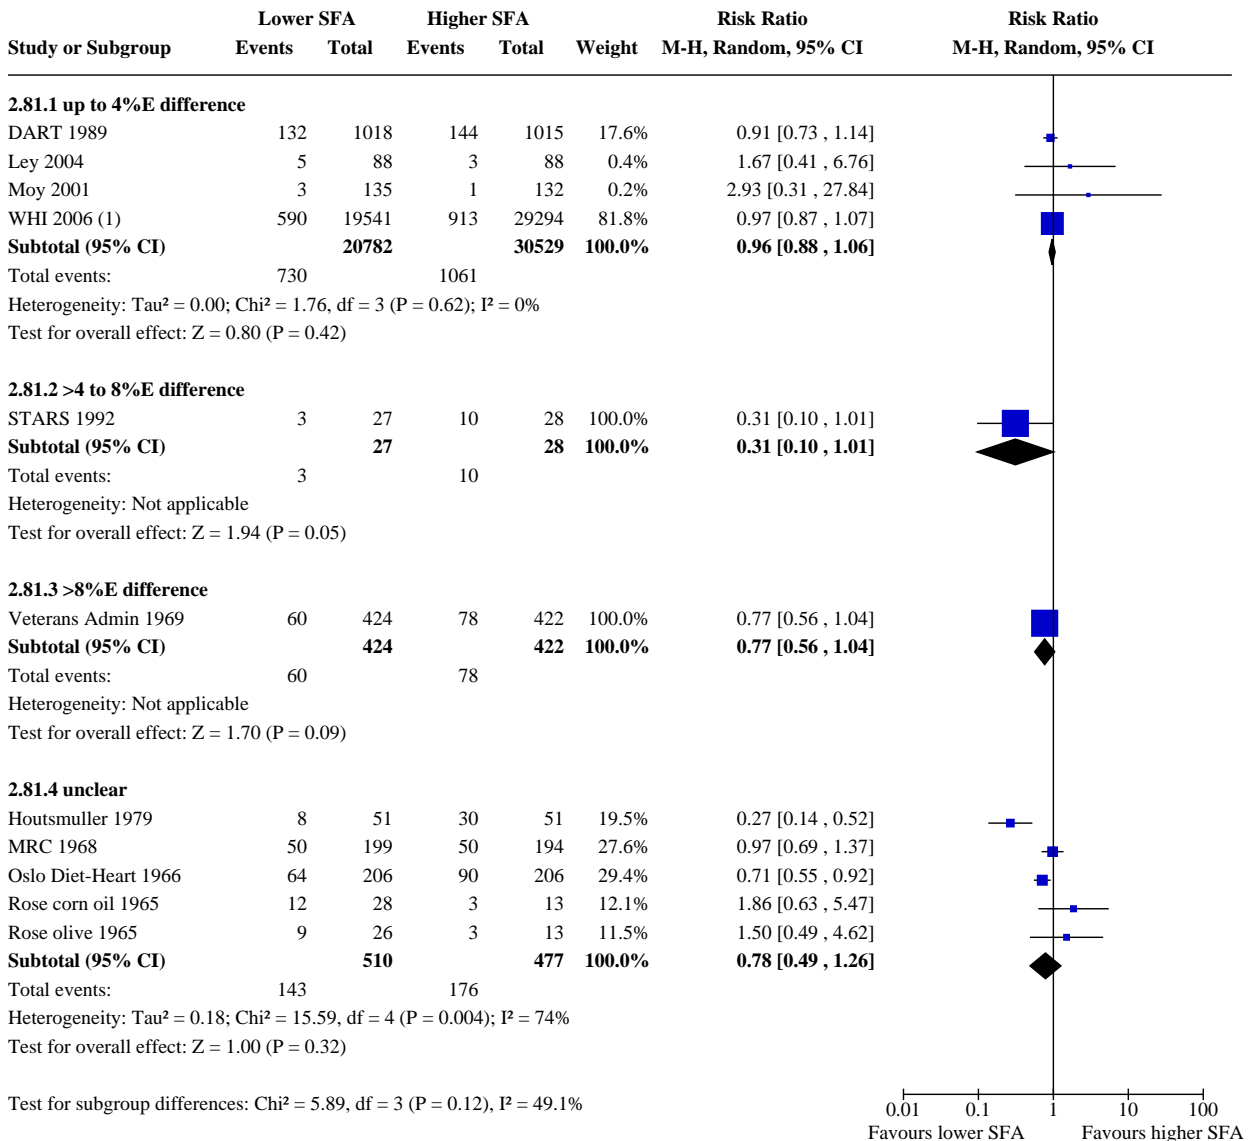 Lower SFA Higher SFA Risk Ratio Risk Ratio
Study or Subgroup Events Total Events Total Weight M-H, Random, 95% CI M-H, Random, 95% CI
2.81.1 up to 4%E difference
DART 1989 132 1018 144 1015 17.6% 0.91 [0.73 , 1.14]
Ley 2004 5 88 3 88 0.4% 1.67 [0.41 , 6.76]
Moy 2001 3 135 1 132 0.2% 2.93 [0.31 , 27.84]
WHI 2006 (1) 590 19541 913 29294 81.8% 0.97 [0.87 , 1.07]
Subtotal (95% CI) 20782 30529 100.0% 0.96 [0.88 , 1.06]
Total events: 730 1061
Heterogeneity: Tau² = 0.00; Chi² = 1.76, df = 3 (P = 0.62); I² = 0%
Test for overall effect: Z = 0.80 (P = 0.42)
2.81.2 >4 to 8%E difference
STARS 1992 3 27 10 28 100.0% 0.31 [0.10 , 1.01]
Subtotal (95% CI) 27 28 100.0% 0.31 [0.10 , 1.01]
Total events: 3 10
Heterogeneity: Not applicable
Test for overall effect: Z = 1.94 (P = 0.05)
2.81.3 >8%E difference
Veterans Admin 1969 60 424 78 422 100.0% 0.77 [0.56 , 1.04]
Subtotal (95% CI) 424 422 100.0% 0.77 [0.56 , 1.04]
Total events: 60 78
Heterogeneity: Not applicable
Test for overall effect: Z = 1.70 (P = 0.09)
2.81.4 unclear
Houtsmuller 1979 8 51 30 51 19.5% 0.27 [0.14 , 0.52]
MRC 1968 50 199 50 194 27.6% 0.97 [0.69 , 1.37]
Oslo Diet-Heart 1966 64 206 90 206 29.4% 0.71 [0.55 , 0.92]
Rose corn oil 1965 12 28 3 13 12.1% 1.86 [0.63 , 5.47]
Rose olive 1965 9 26 3 13 11.5% 1.50 [0.49 , 4.62]
Subtotal (95% CI) 510 477 100.0% 0.78 [0.49 , 1.26]
Total events: 143 176
Heterogeneity: Tau² = 0.18; Chi² = 15.59, df = 4 (P = 0.004); I² = 74%
Test for overall effect: Z = 1.00 (P = 0.32)
Test for subgroup differences: Chi² = 5.89, df = 3 (P = 0.12), I² = 49.1%
0.01 0.1 1 10 100
Favours lower SFA Favours higher SFA